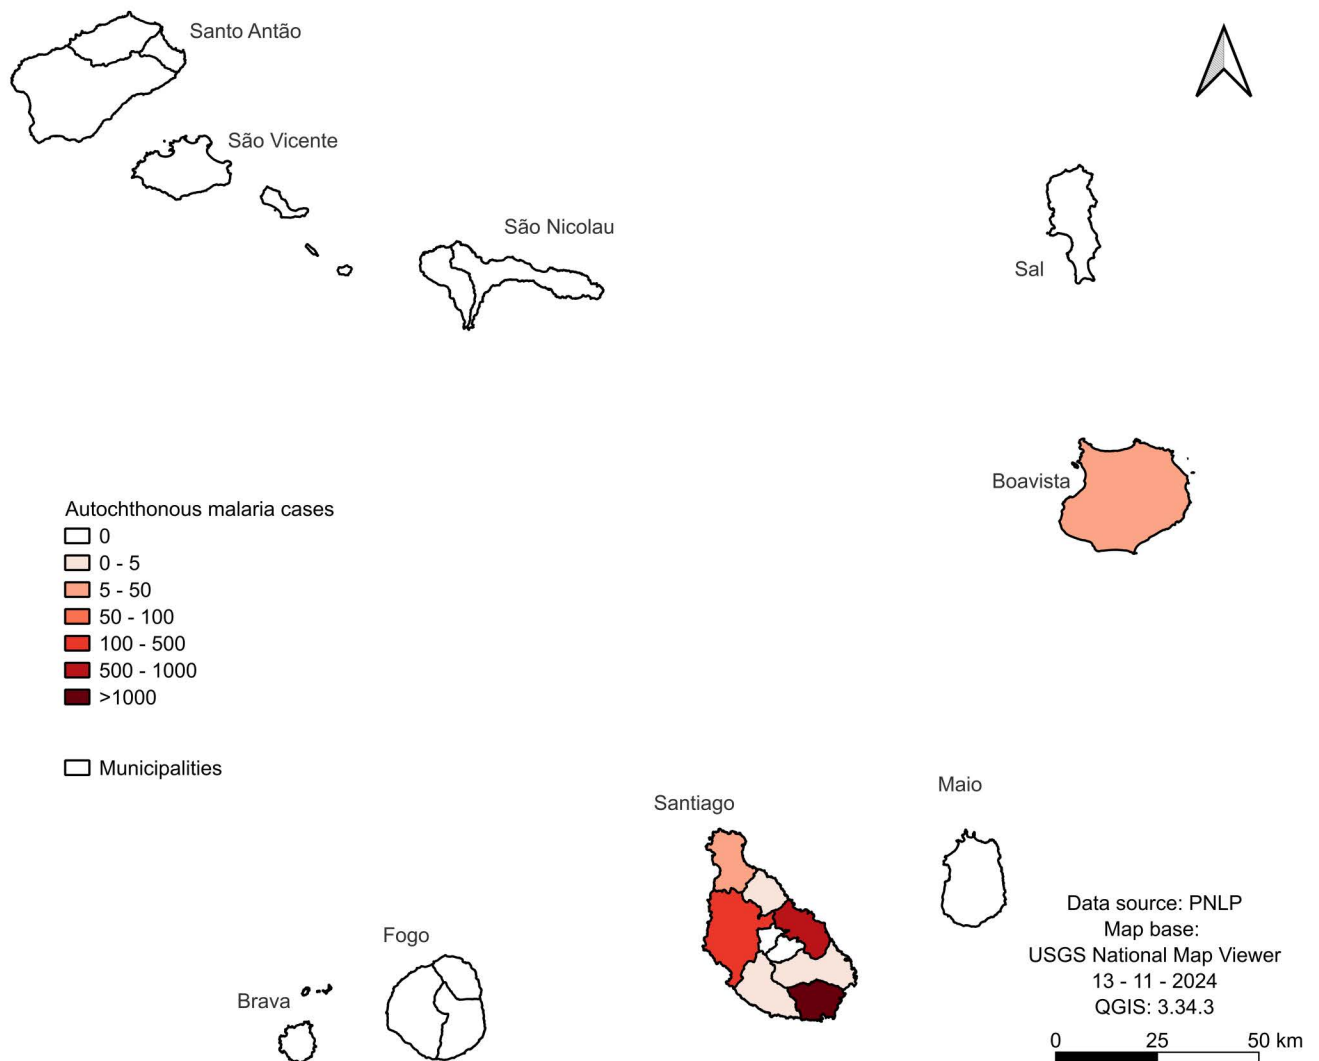 Santo Antão
São Vicente
São Nicolau
Sal
Boavista
Autochthonous malaria cases
0
0 - 5
5 - 50
50 - 100
100 - 500
500 - 1000
>1000
Municipalities
Maio
Santiago
Fogo
Brava
Data source: PNLP
Map base:
USGS National Map Viewer
13 - 11 - 2024
QGIS: 3.34.3
0 25 50 km